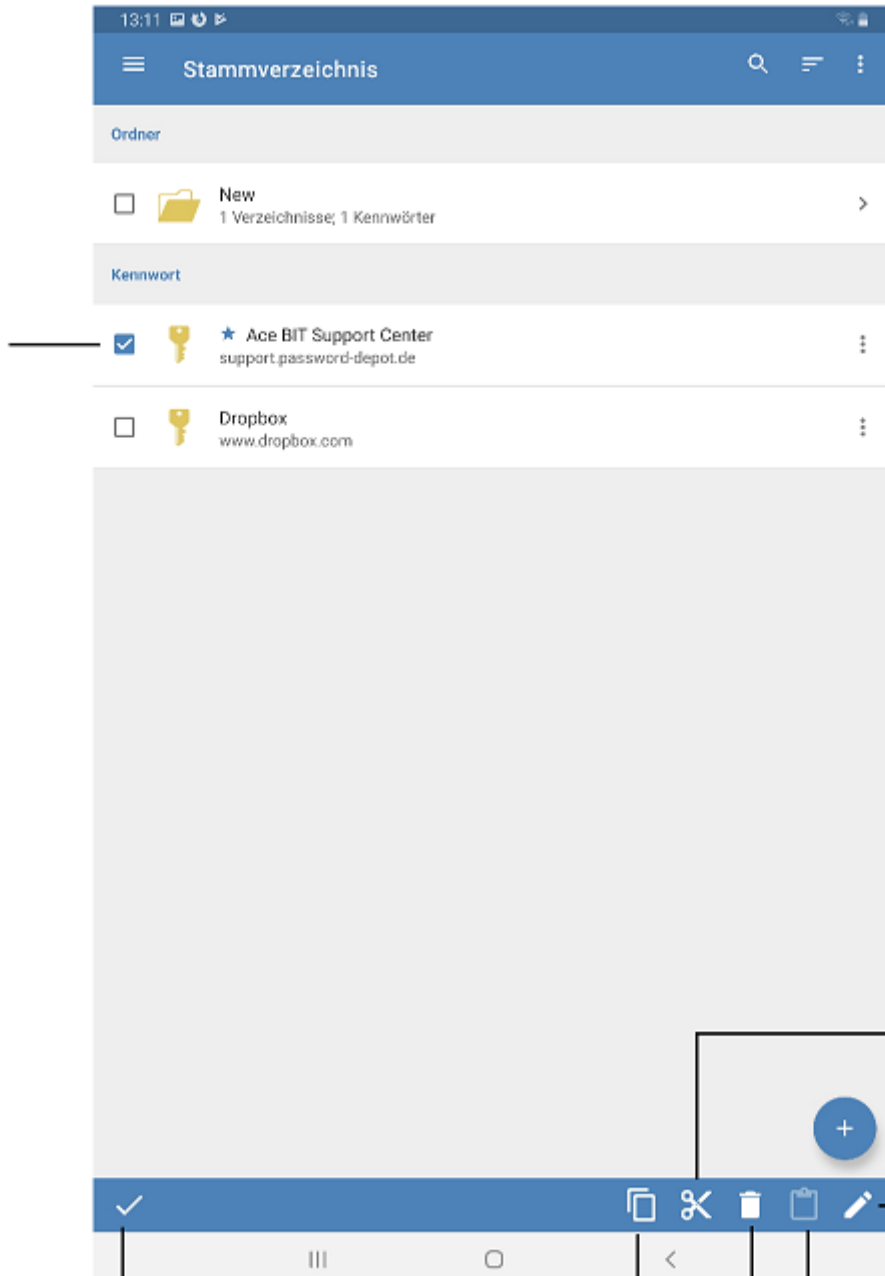 13:11
Stammverzeichnis
Ordner
New
1 Verzeichnisse; 1 Kennwörter
Kennwort
Ace BIT Support Center
support.password-depot.de
Dropbox
www.dropbox.com